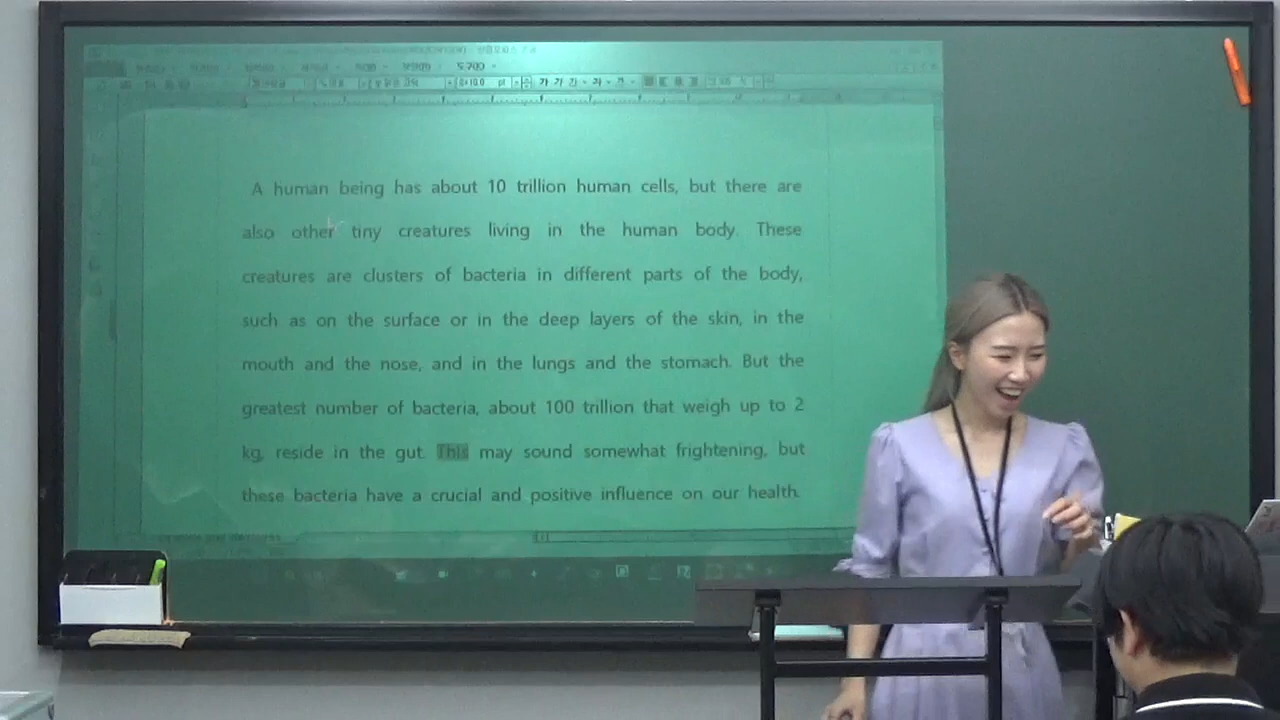 A human being has about 10 trillion human cells, but there are
also other tiny creatures living in the human body. These
creatures are clusters of bacteria in different parts of the body,
such as on the surface or in the deep layers of the skin, in the
mouth and the nose, and in the lungs and the stomach. But the
greatest number of bacteria, about 100 trillion that weigh up to 2
kg, reside in the gut. This may sound somewhat frightening, but
these bacteria have a crucial and positive influence on our health.